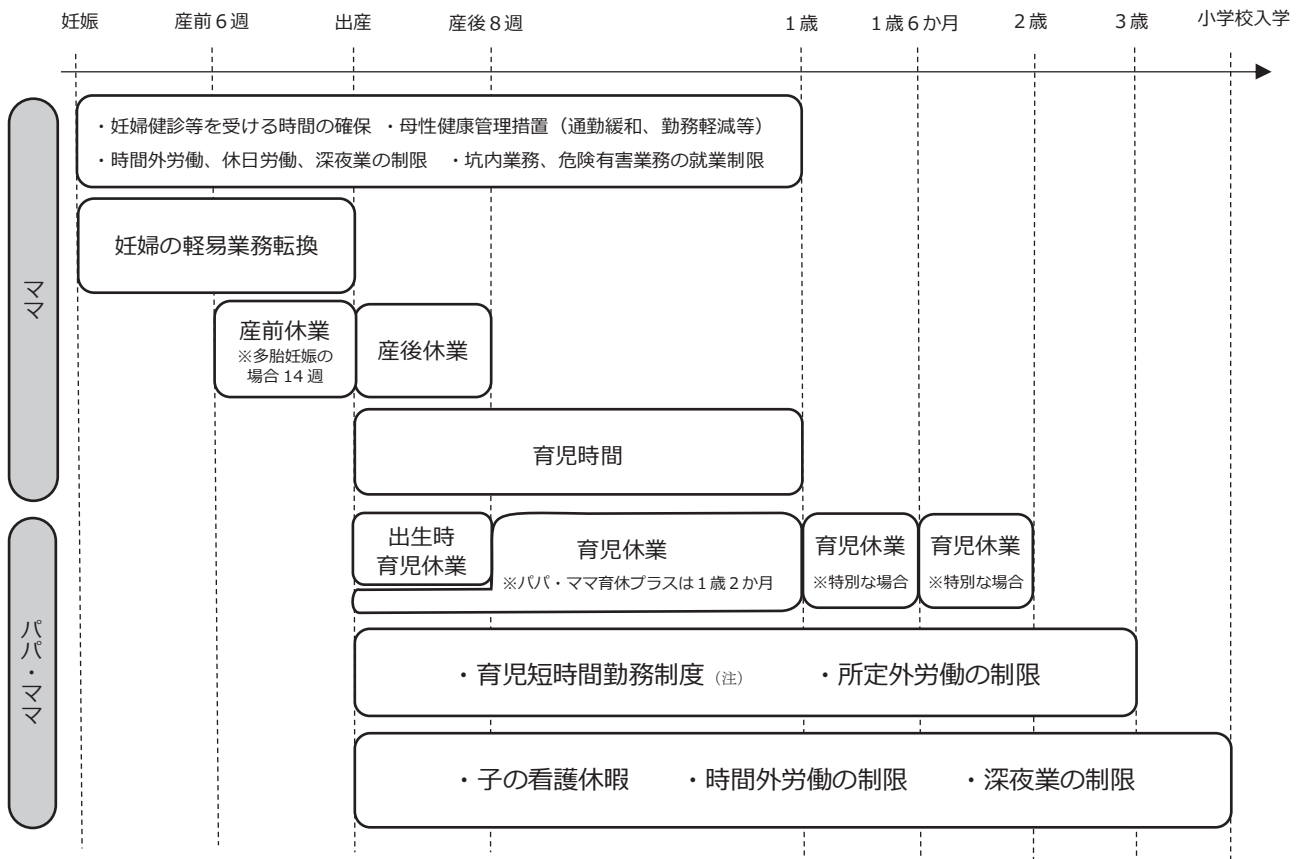 妊娠 産前６週 出産 産後８週 １歳 １歳６か月 ２歳 ３歳 小学校入学
ママ
・妊婦健診等を受ける時間の確保 ・母性健康管理措置（通勤緩和、勤務軽減等）
・時間外労働、休日労働、深夜業の制限 ・坑内業務、危険有害業務の就業制限
妊婦の軽易業務転換
産前休業
※多胎妊娠の
場合 14 週
産後休業
育児時間
パパ・ママ
出生時
育児休業
育児休業
※パパ・ママ育休プラスは１歳２か月
育児休業
※特別な場合
育児休業
※特別な場合
・育児短時間勤務制度（注） ・所定外労働の制限
・子の看護休暇 ・時間外労働の制限 ・深夜業の制限